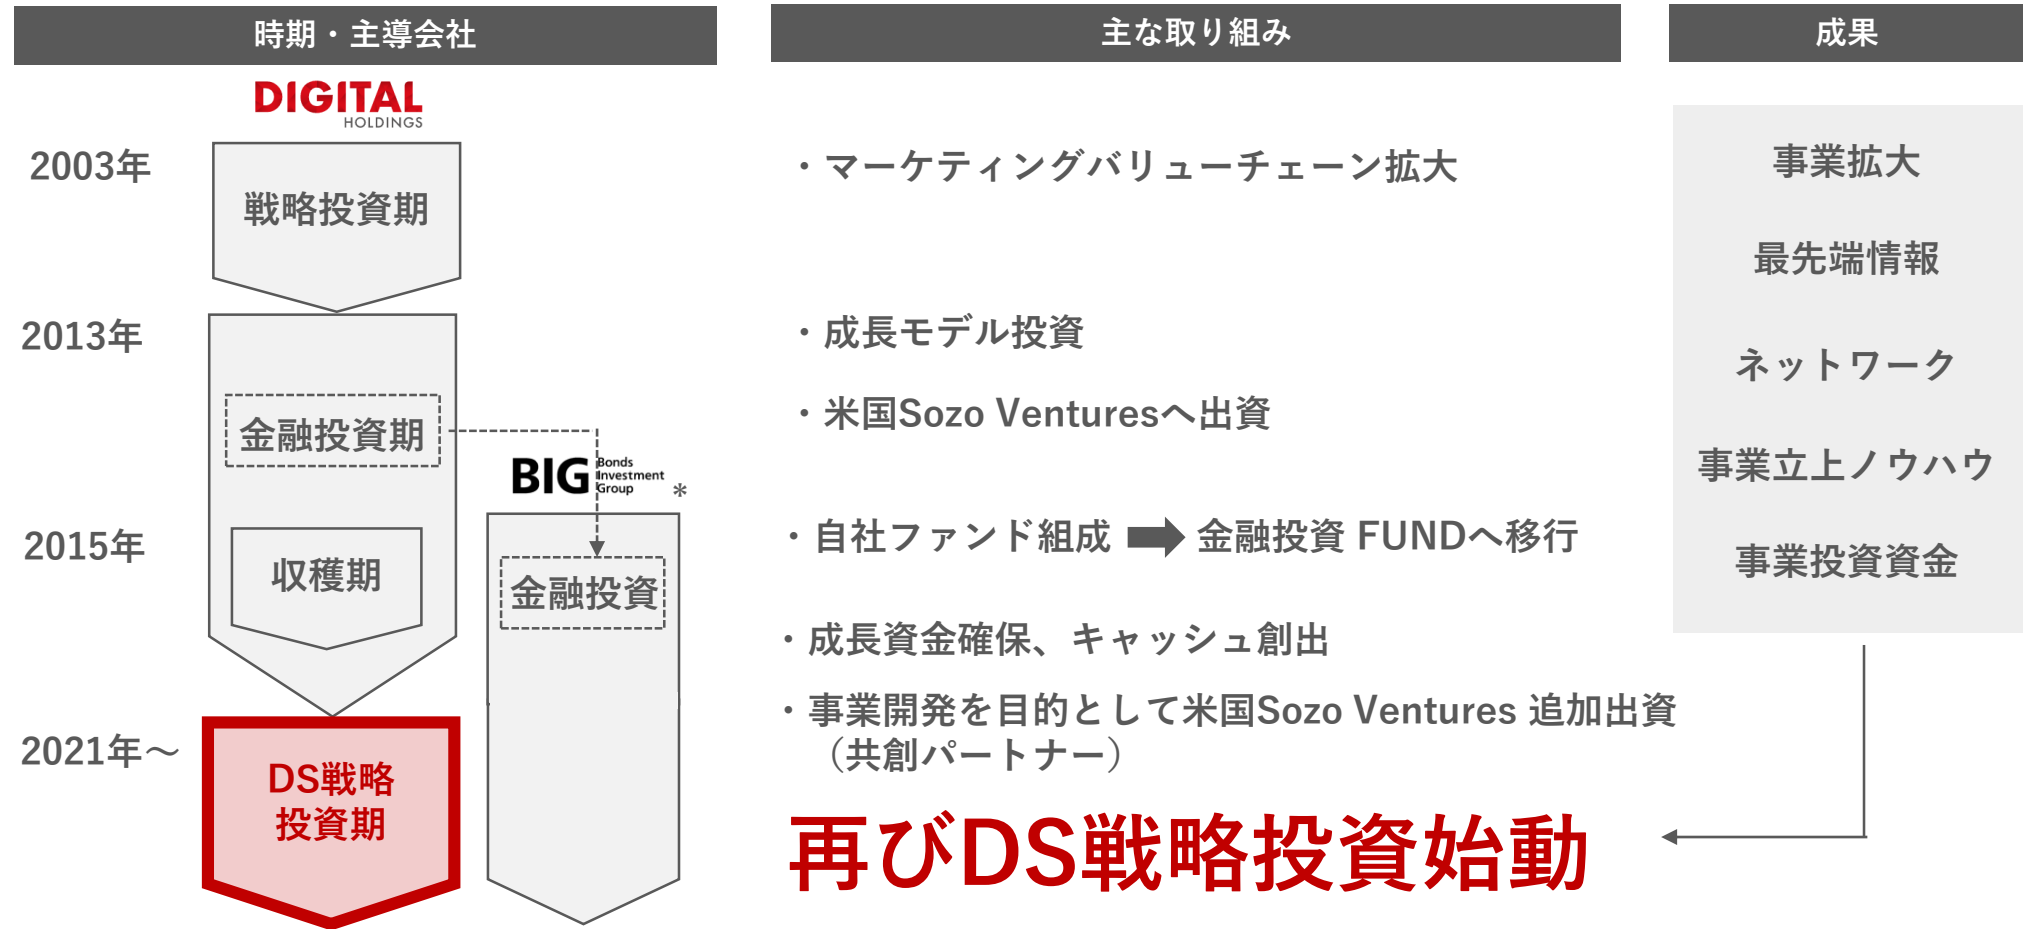 時期・主導会社
主な取り組み
成果
DIGITAL
HOLDINGS
2003年
戦略投資期
・マーケティングバリューチェーン拡大
事業拡大
最先端情報
2013年
・成長モデル投資
ネットワーク
金融投資期
・米国Sozo Venturesへ出資
BIG
Bonds
Investment
Group
*
事業立上ノウハウ
2015年
収穫期
金融投資
・自社ファンド組成
金融投資 FUNDへ移行
事業投資資金
・成長資金確保、キャッシュ創出
・事業開発を目的として米国Sozo Ventures 追加出資
（共創パートナー）
2021年～
DS戦略
投資期
再びDS戦略投資始動